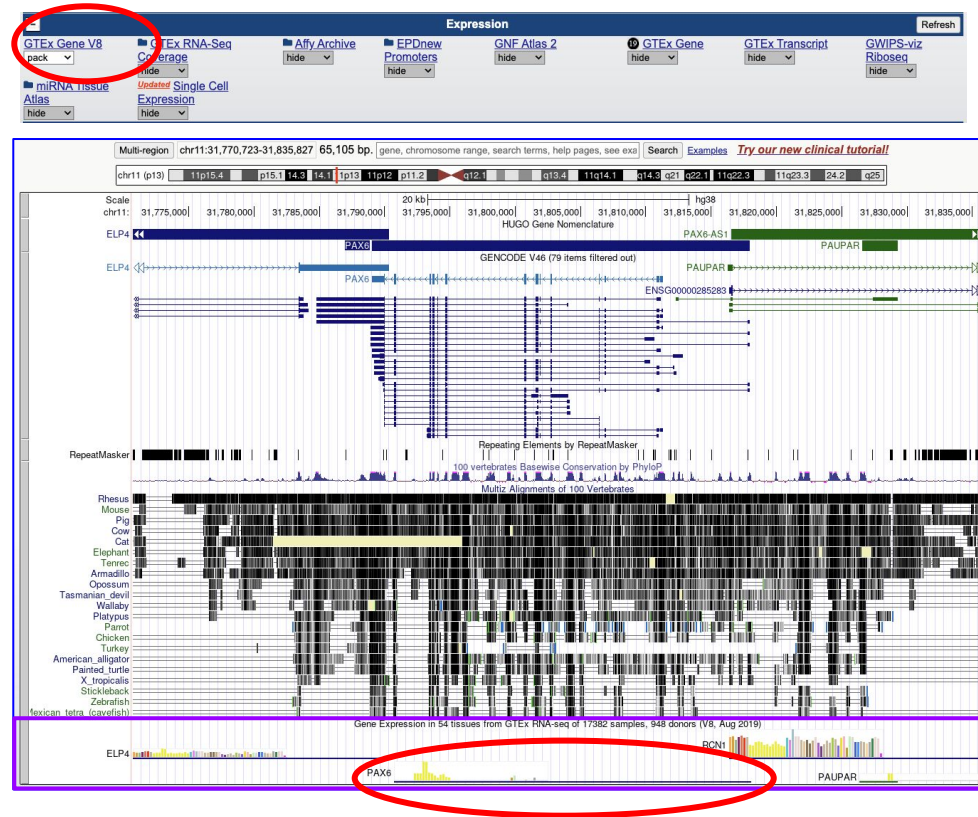 Expression
Refresh
GTEx Gene V8 GTEx RNA-Seq Coverage Affy Archive EPDnew Promoters GNF Atlas 2 19 GTEx Gene GTEx Transcript GWIPS-viz Riboseq
pack hide hide hide hide hide hide hide
miRNA Tissue Atlas Updated Single Cell Expression
hide hide
Multi-region chr11:31,770,723-31,835,827 65,105 bp. gene, chromosome range, search terms, help pages, see exa Search Examples Try our new clinical tutorial!
chr11 (p13) 11p15.4 p15.1 14.3 14.1 1p13 11p12 p11.2 q12.1 q13.4 11q14.1 q14.3 q21 q22.1 11q22.3 11q23.3 24.2 q25
Scale 20 kb hg38
chr11: 31,775,000 31,780,000 31,785,000 31,790,000 31,795,000 31,800,000 31,805,000 31,810,000 31,815,000 31,820,000 31,825,000 31,830,000 31,835,000
HUGO Gene Nomenclature
ELP4 PAX6-AS1
PAX6 PAUPAR
GENCODE V46 (79 items filtered out)
ELP4 PAUPAR
PAX6
ENSG00000285283
Repeating Elements by RepeatMasker
RepeatMasker
100 vertebrates Basewise Conservation by PhyloP
Multiz Alignments of 100 Vertebrates
Rhesus
Mouse
Pig
Cow
Cat
Elephant
Tenrec
Armadillo
Opossum
Tasmanian_devil
Wallaby
Platypus
Parrot
Chicken
Turkey
American_alligator
Painted_turtle
X_tropicalis
Stickleback
Zebrafish
Mexican_tetra_(cavefish)
Gene Expression in 54 tissues from GTEx RNA-seq of 17382 samples, 948 donors (V8, Aug 2019)
ELP4 RCN1
PAX6 PAUPAR